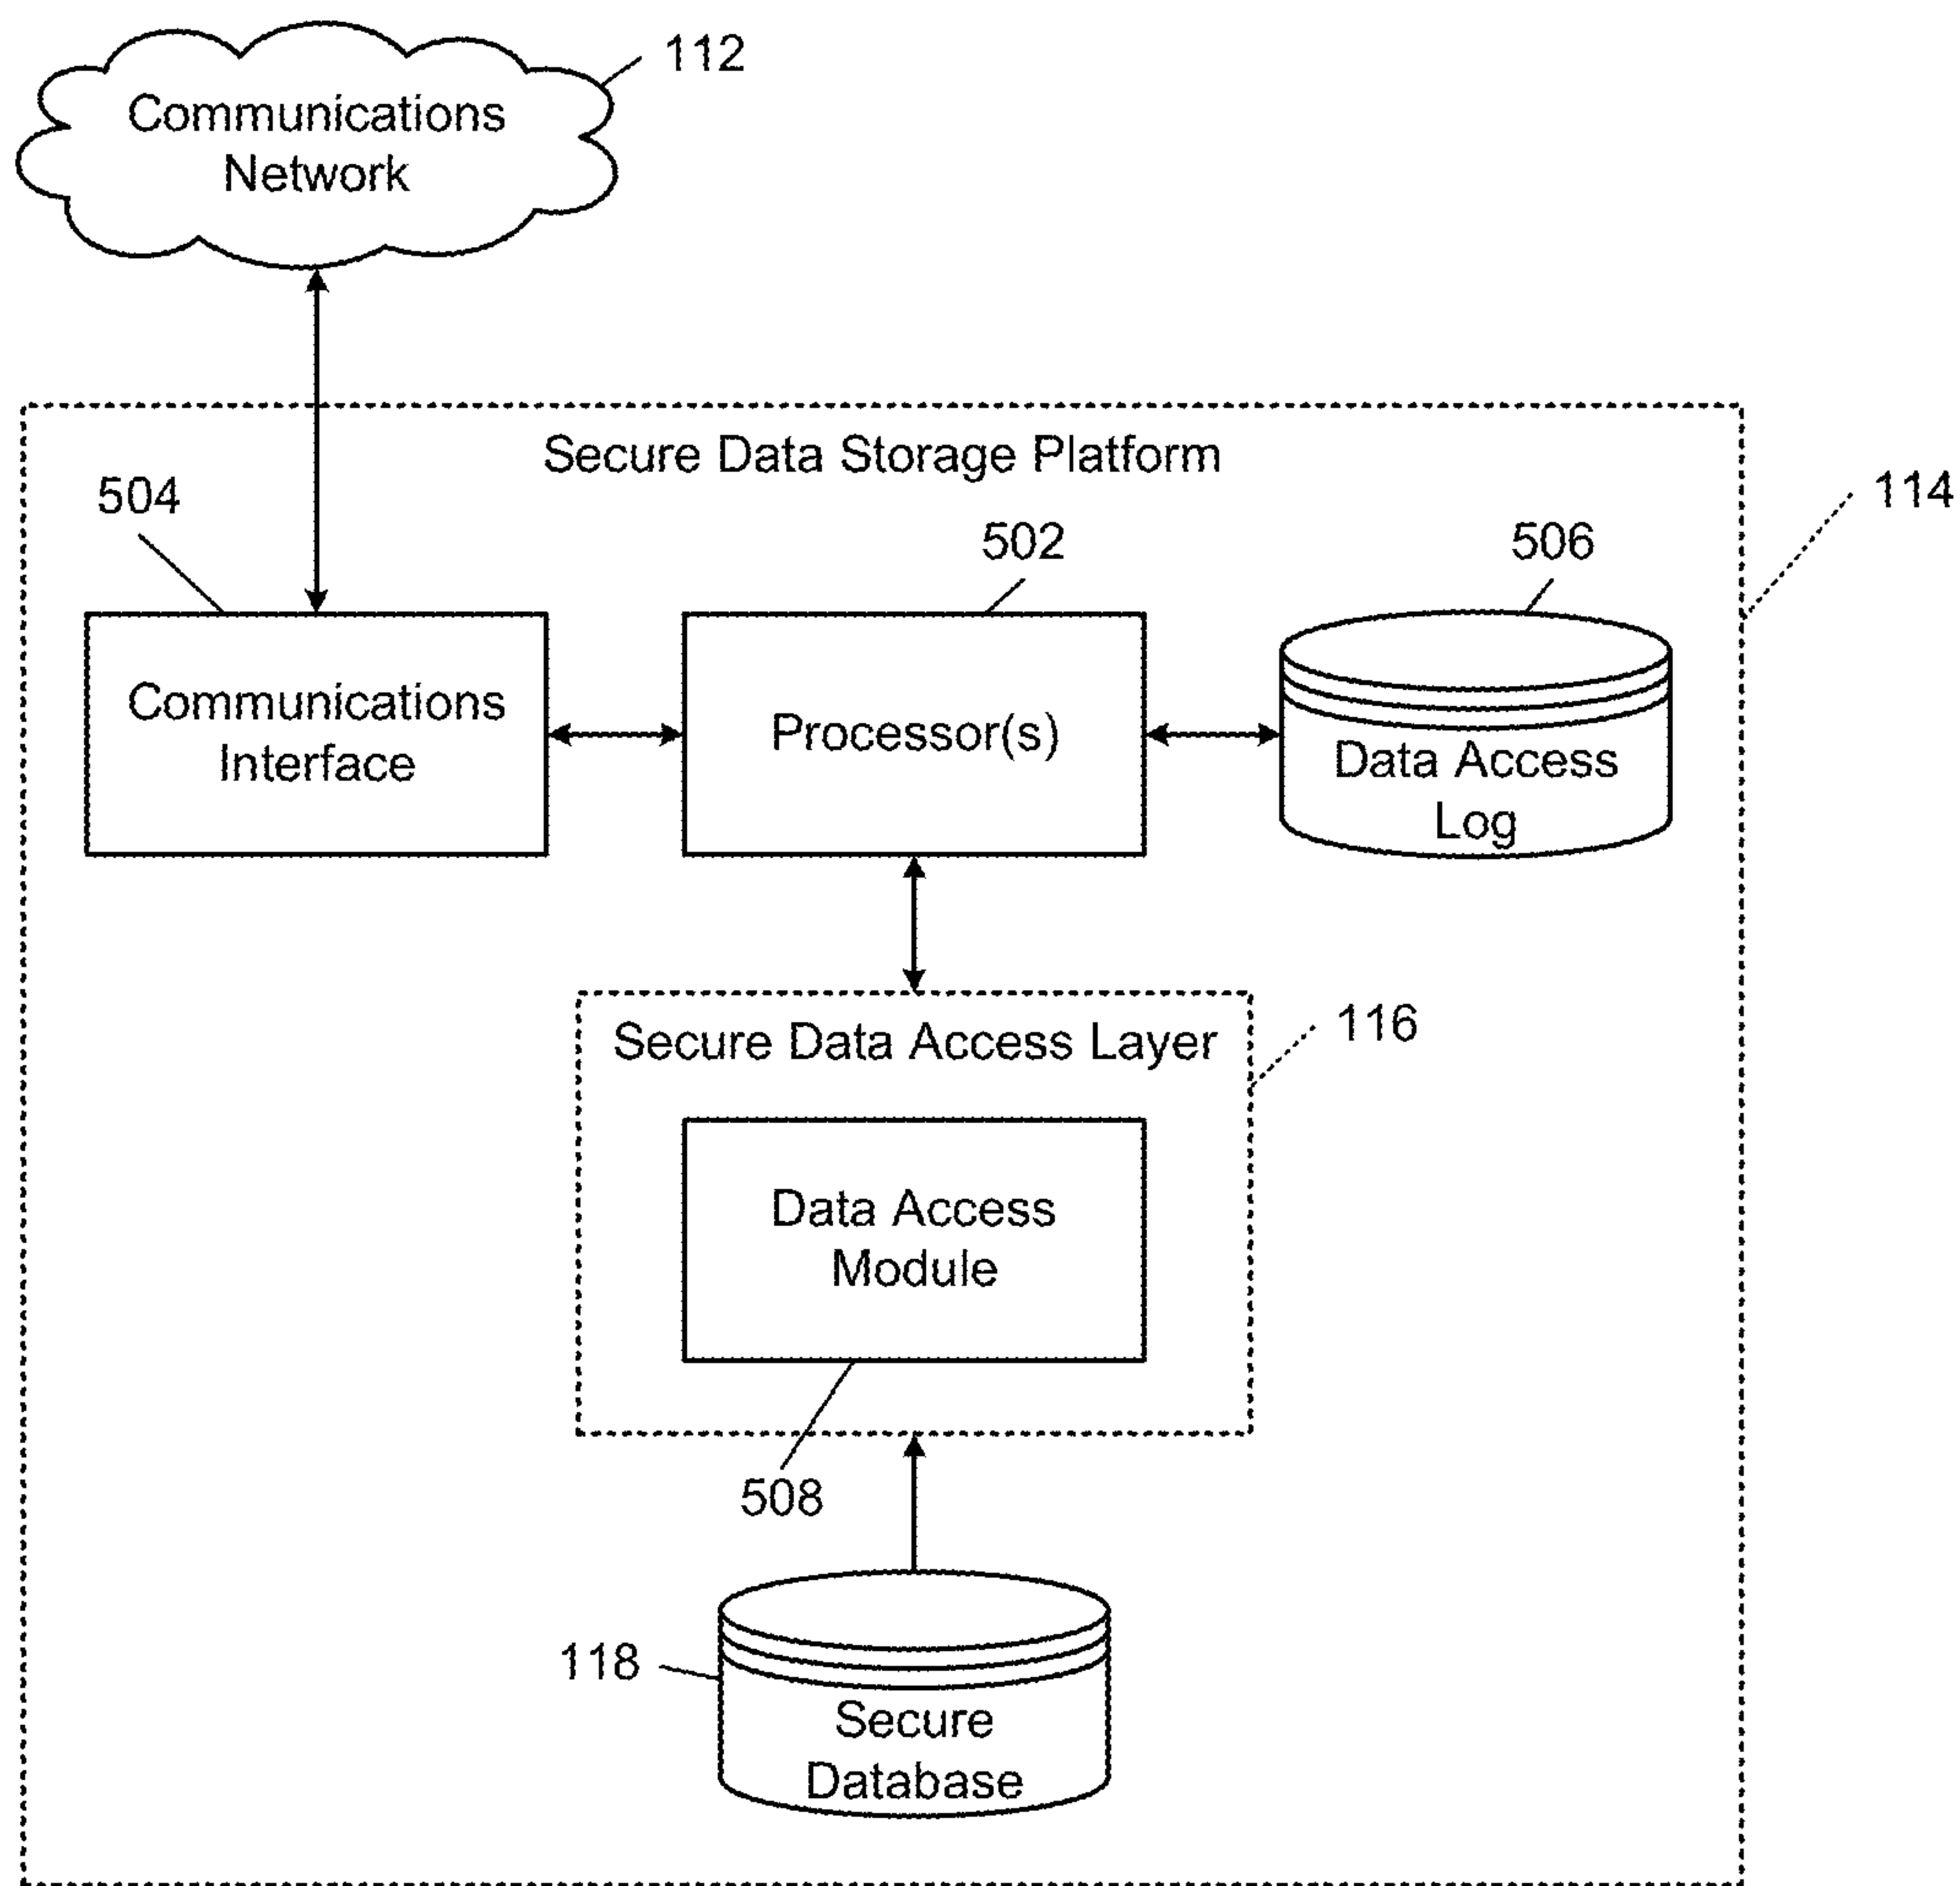 112
Communications
Network
Secure Data Storage Platform
114
504
502
506
Communications
Interface
Processor(s)
Data Access
Log
Secure Data Access Layer
116
Data Access
Module
508
118
Secure
Database